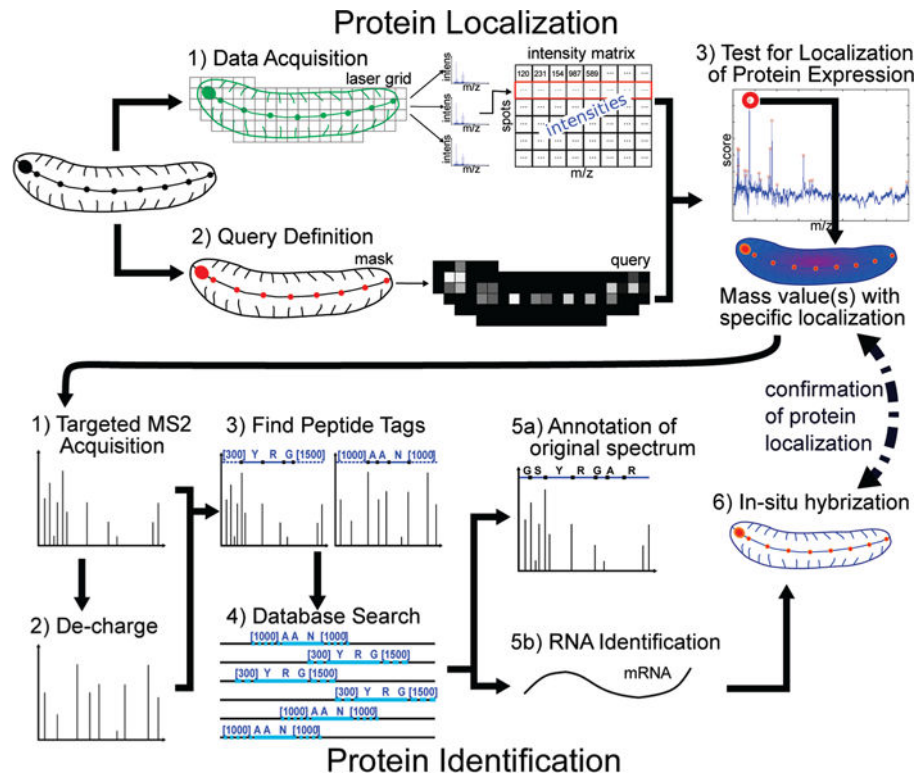 Protein Localization
1) Data Acquisition
laser grid
intens
m/z
intens
m/z
intens
m/z
intensity matrix
120 231 154 987 589 ... ... ...
spots
intensities
m/z
3) Test for Localization
of Protein Expression
score
m/z
2) Query Definition
mask
query
Mass value(s) with
specific localization
confirmation
of protein
localization
1) Targeted MS2
Acquisition
2) De-charge
3) Find Peptide Tags
[300] Y R G [1500]
[1000] A A N [1000]
4) Database Search
[1000] A A N [1000]
[300] Y R G [1500]
[300] Y R G [1500]
[300] Y R G [1500]
[1000] A A N [1000]
[1000] A A N [1000]
5a) Annotation of
original spectrum
G S Y R G A R
5b) RNA Identification
mRNA
6) In-situ hybrization
Protein Identification